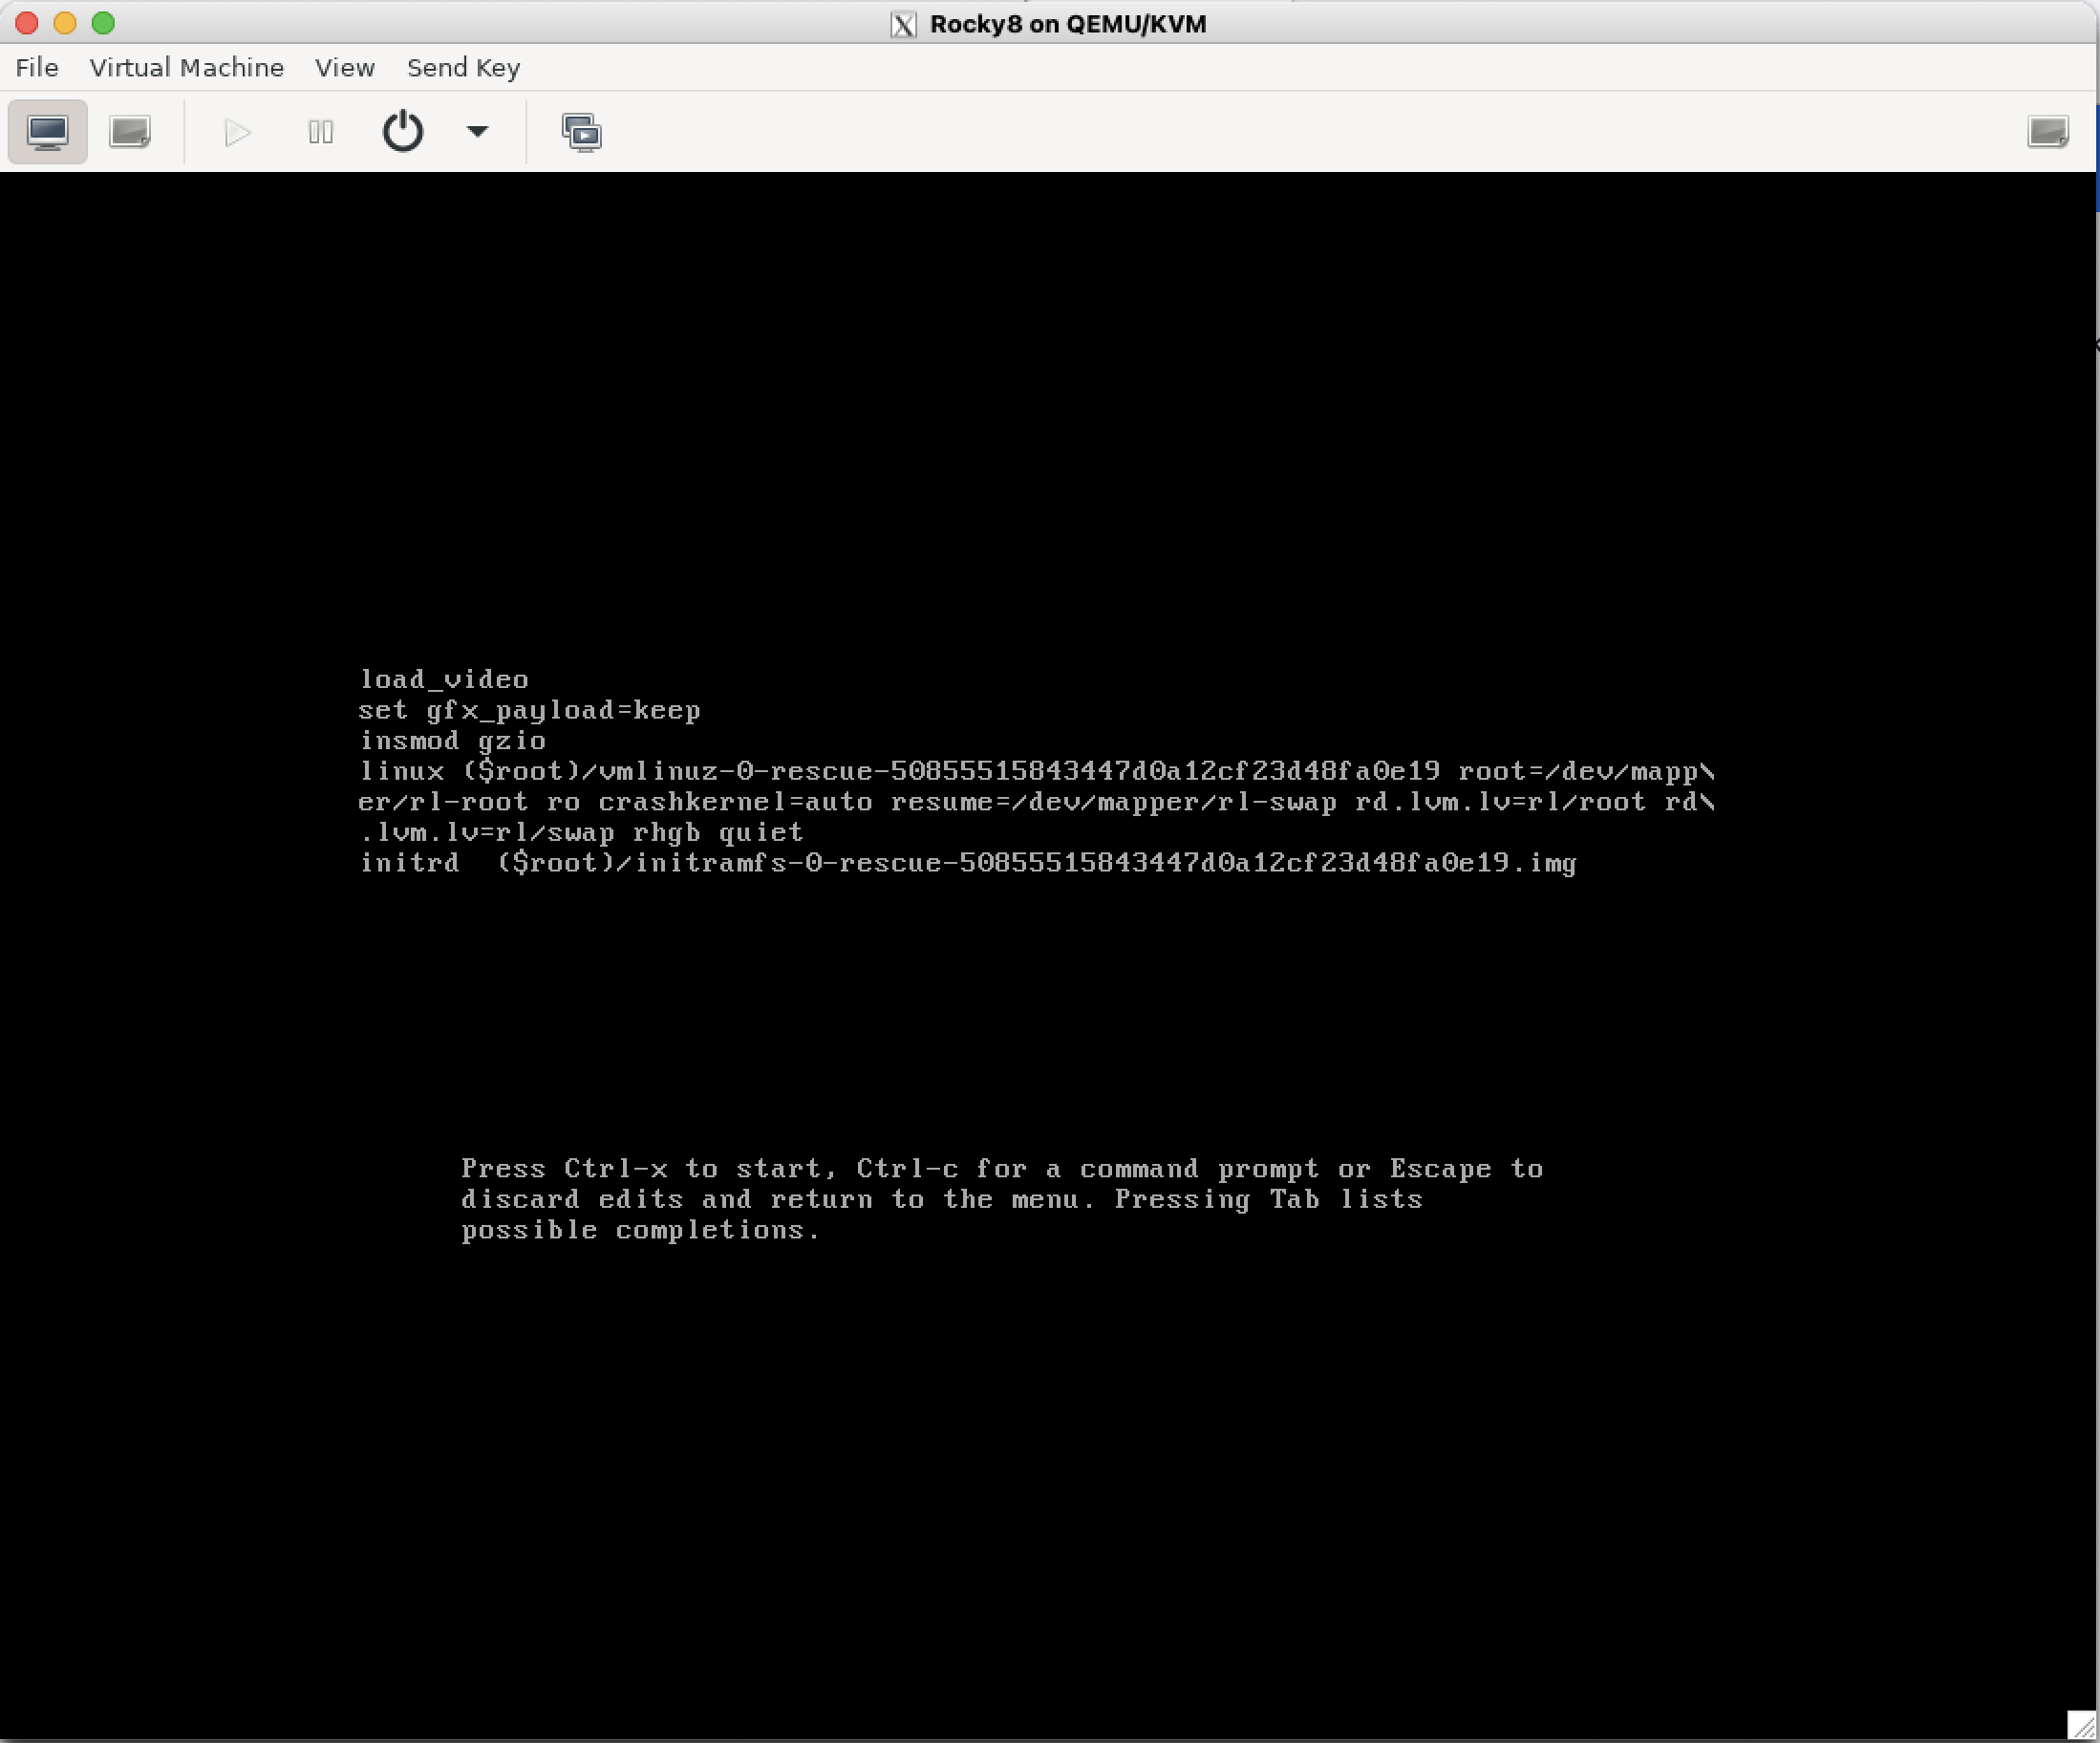 Rocky8 on QEMU/KVM
File Virtual Machine View Send Key
load_video
set gfx_payload=keep
insmod gzio
linux ($root)/vmlinuz-0-rescue-50855515843447d0a12cf23d48fa0e19 root=/dev/mapp\
er/rl-root ro crashkernel=auto resume=/dev/mapper/rl-swap rd.lvm.lv=rl/root rd\
.lvm.lv=rl/swap rhgb quiet
initrd  ($root)/initramfs-0-rescue-50855515843447d0a12cf23d48fa0e19.img
Press Ctrl-x to start, Ctrl-c for a command prompt or Escape to
discard edits and return to the menu. Pressing Tab lists
possible completions.